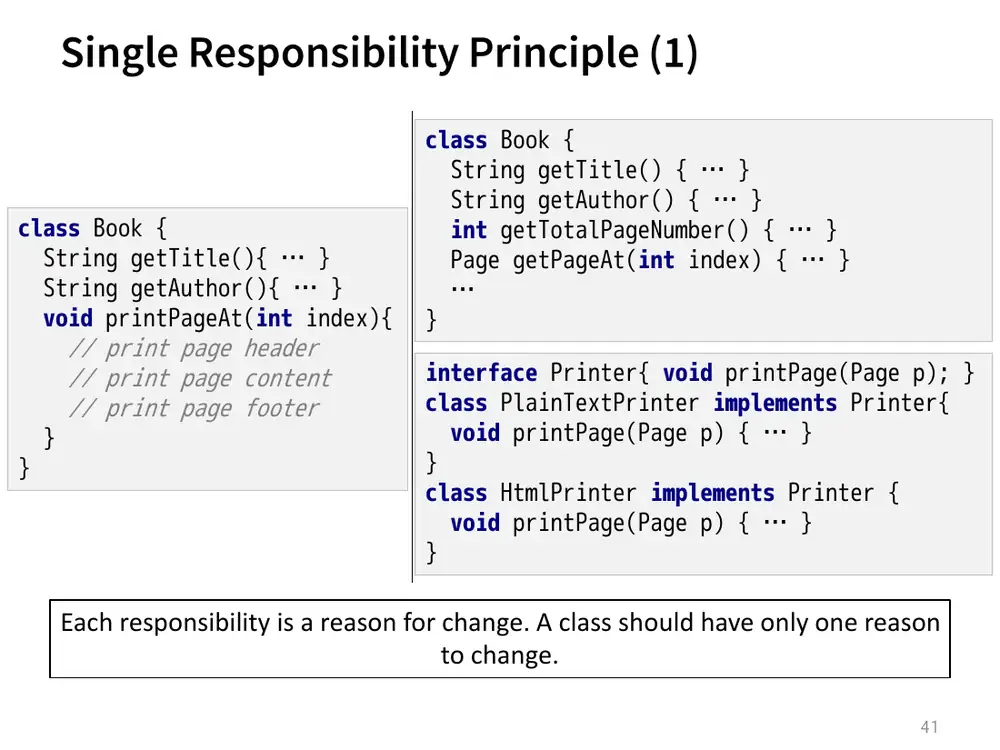 Single Responsibility Principle (1)
class Book {
  String getTitle(){ ⋯ }
  String getAuthor(){ ⋯ }
  void printPageAt(int index){
    // print page header
    // print page content
    // print page footer
  }
}
class Book {
  String getTitle() { ⋯ }
  String getAuthor() { ⋯ }
  int getTotalPageNumber() { ⋯ }
  Page getPageAt(int index) { ⋯ }
  ⋯
}
interface Printer{ void printPage(Page p); }
class PlainTextPrinter implements Printer{
  void printPage(Page p) { ⋯ }
}
class HtmlPrinter implements Printer {
  void printPage(Page p) { ⋯ }
}
Each responsibility is a reason for change. A class should have only one reason
to change.
41